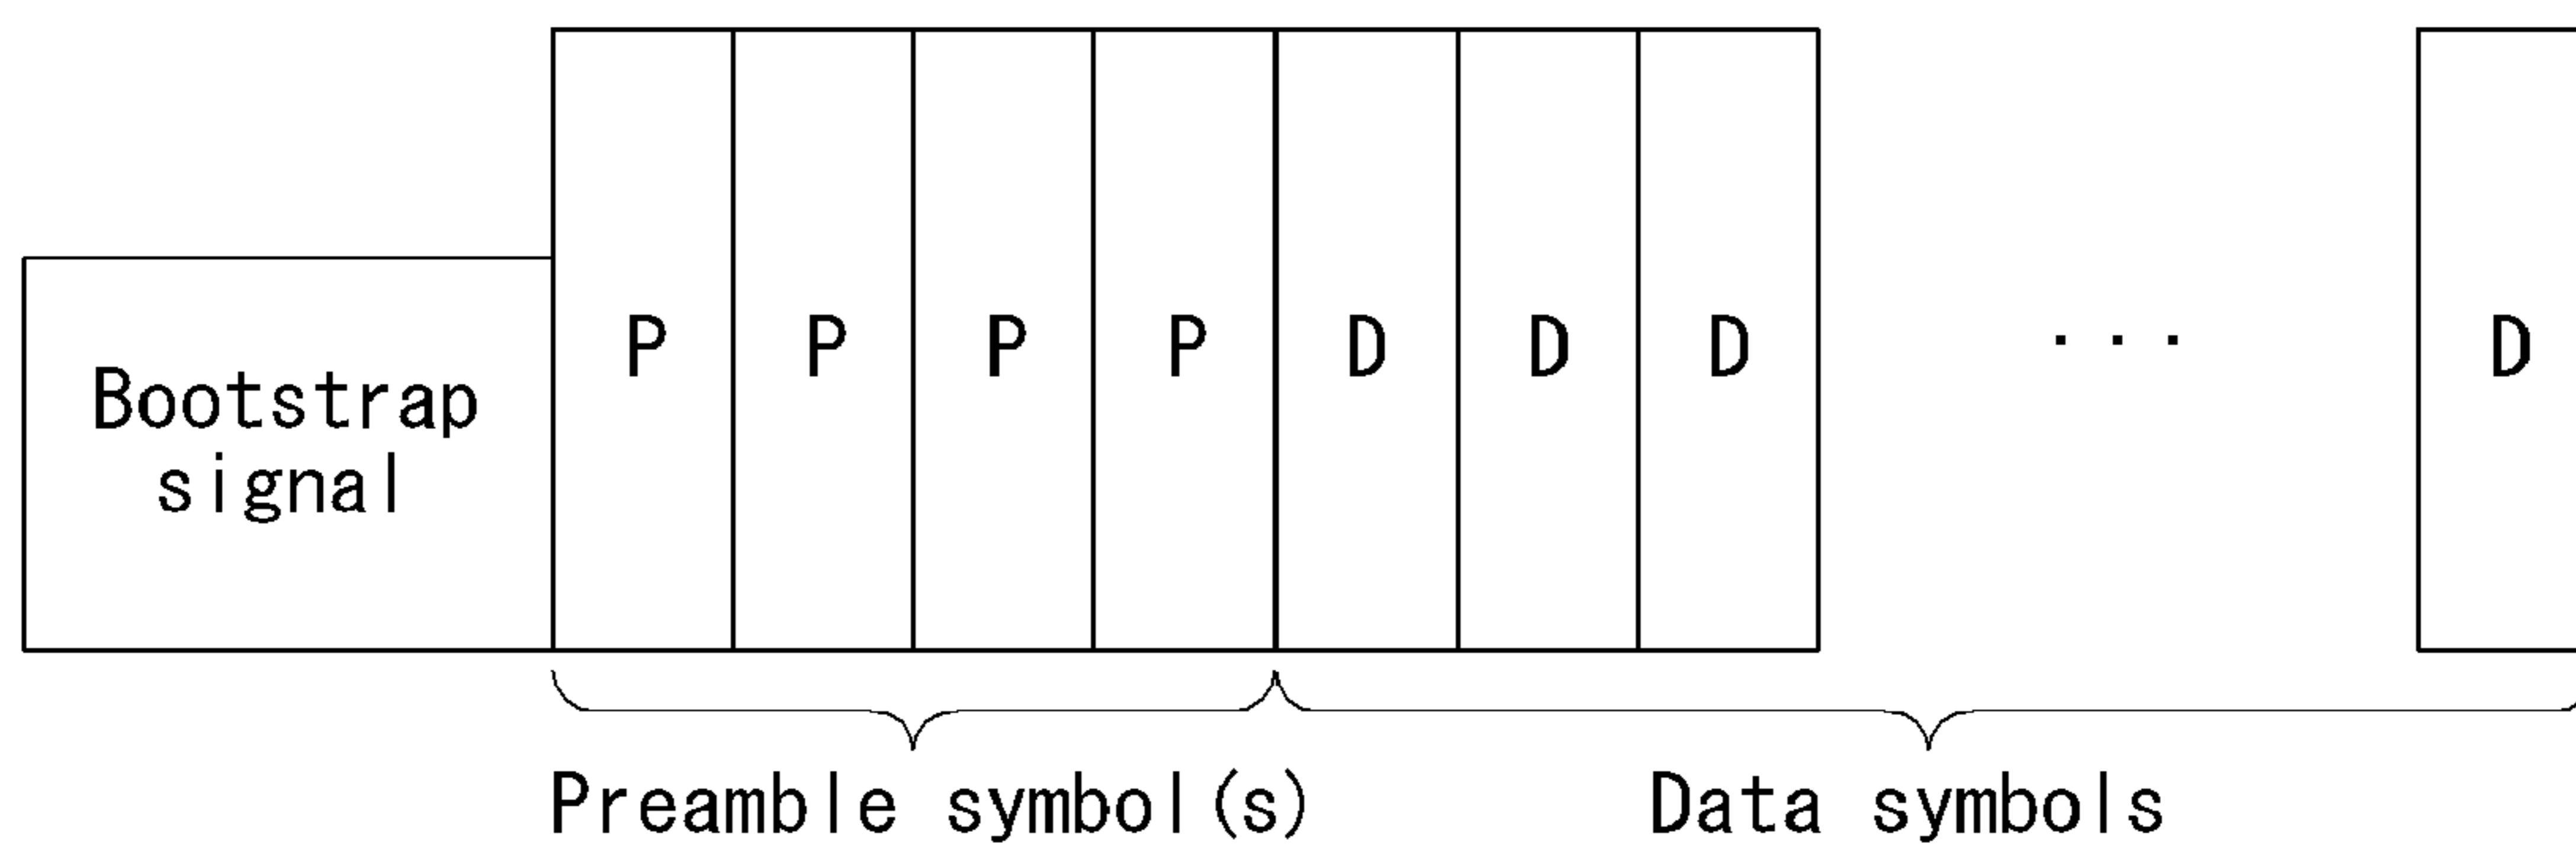 P P P P D D D ... D
Bootstrap
signal
Preamble symbol(s)
Data symbols